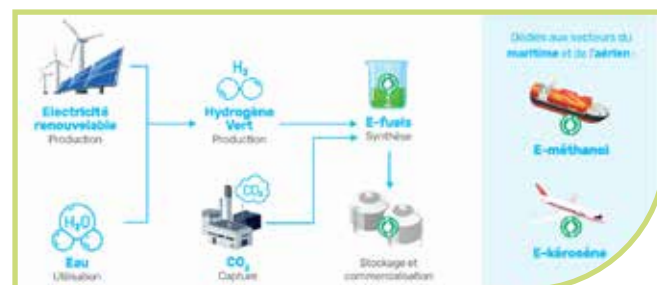 Electricité
renouvelable
Production
H₂O
Eau
Utilisation
H₂
Hydrogène
Vert
Production
CO₂
CO₂
Capture
E-fuels
Synthèse
Stockage et
commercialisation
Dédiés aux secteurs du
maritime et de l'aérien
E-méthanol
E-kérosène